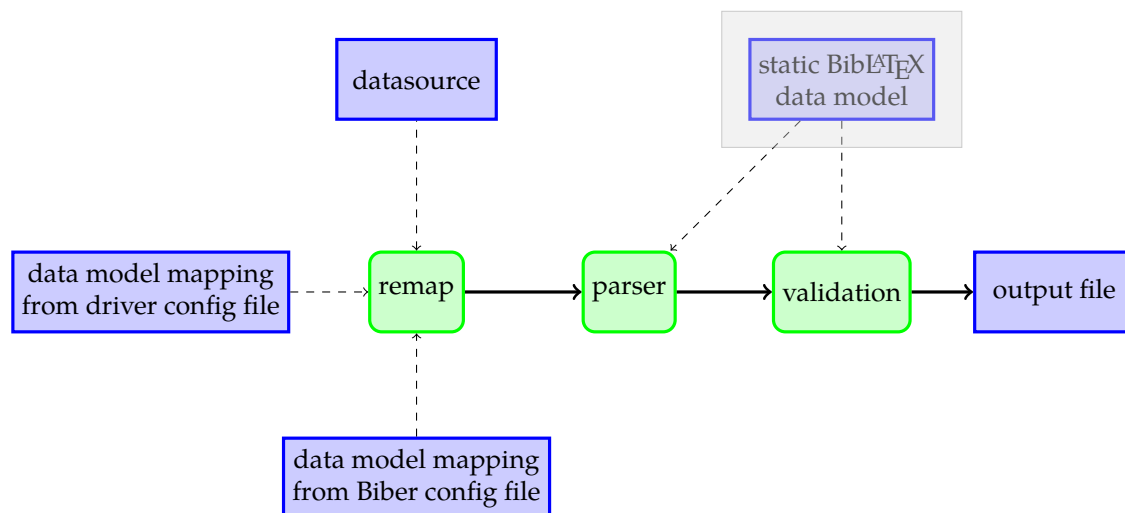 datasource
static BibLATEX
data model
data model mapping
from driver config file
remap
parser
validation
output file
data model mapping
from Biber config file